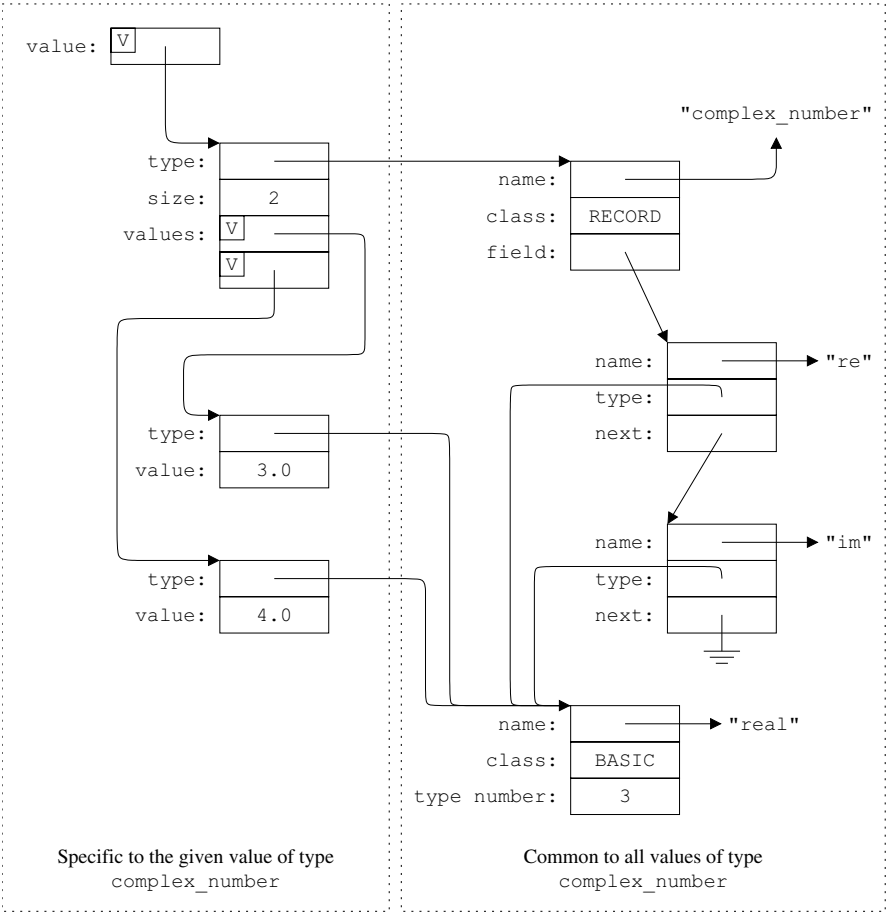 value: V
"complex_number"
type:
name:
size: 2
class: RECORD
values: V
field:
V
name: "re"
type:
type:
next:
value: 3.0
name: "im"
type:
type:
value: 4.0
next:
name: "real"
class: BASIC
type number: 3
Specific to the given value of type
complex_number
Common to all values of type
complex_number